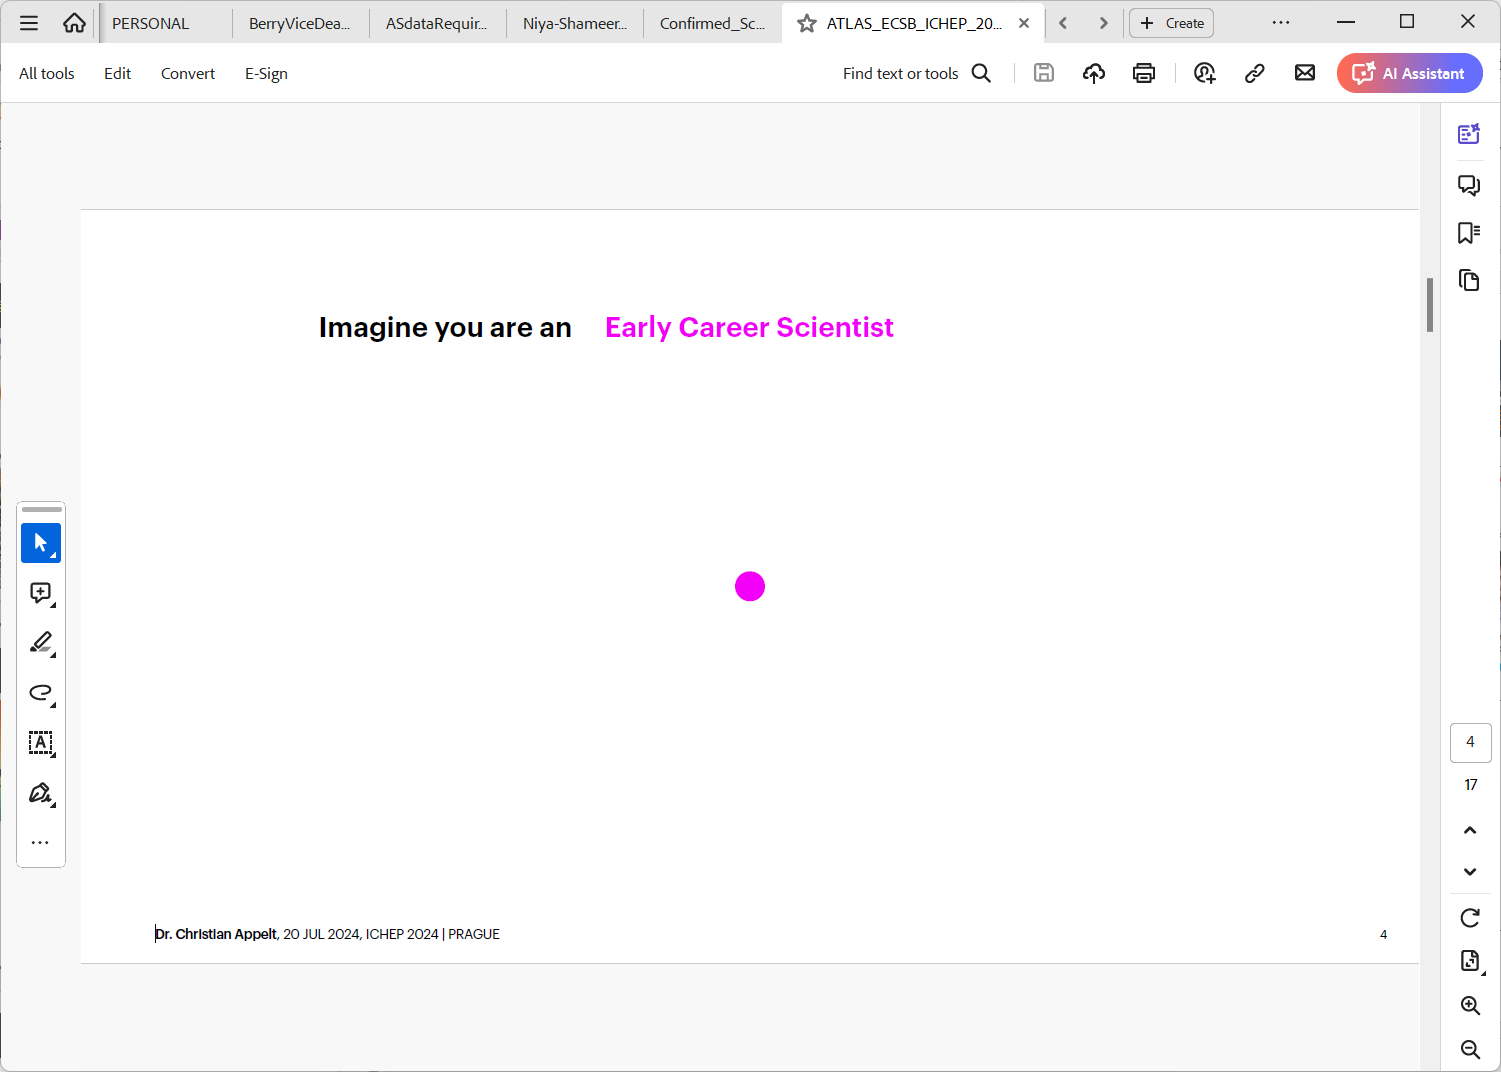 PERSONAL
BerryViceDea...
ASdataRequir...
Niya-Shameer...
Confirmed_Sc...
ATLAS_ECSB_ICHEP_20...
Create
All tools
Edit
Convert
E-Sign
Find text or tools
AI Assistant
Imagine you are an Early Career Scientist
4
17
Dr. Christian Appelt, 20 JUL 2024, ICHEP 2024 | PRAGUE
4